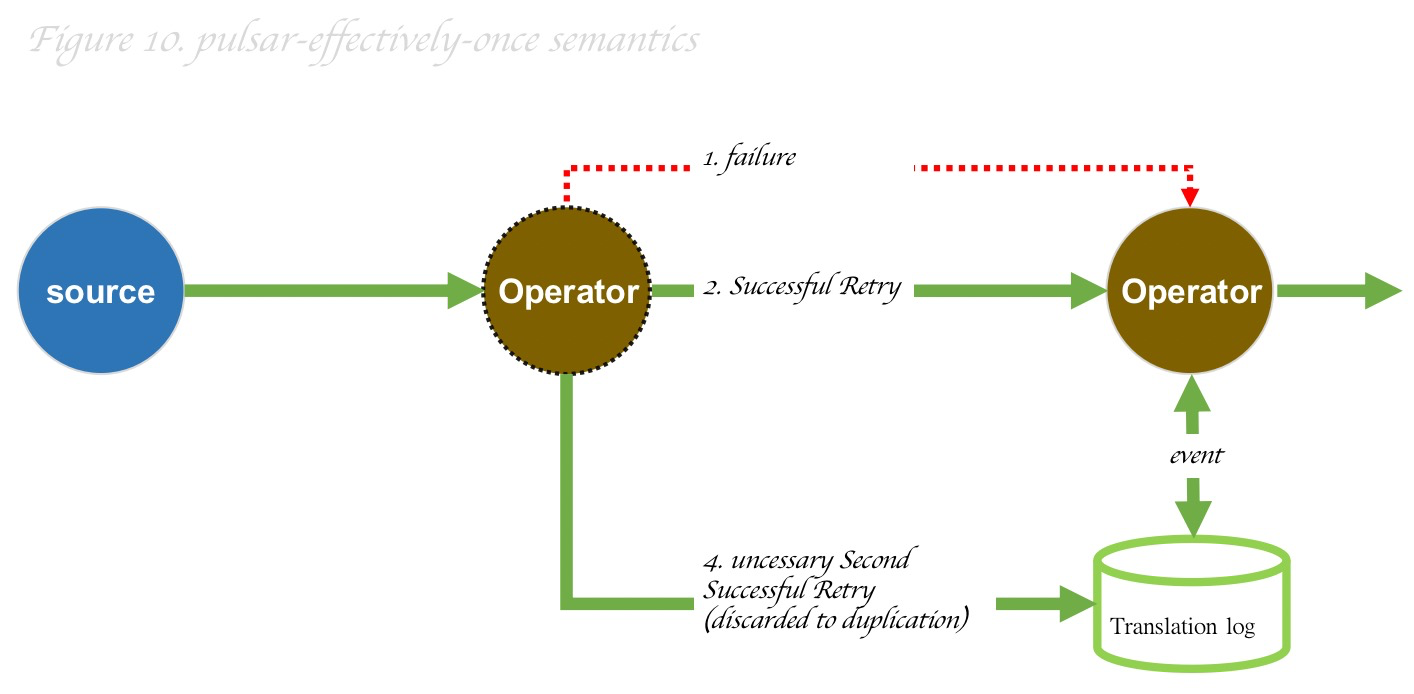 Figure 10. pulsar-effectively-once semantics
1. failure
source
Operator
2. Successful Retry
Operator
event
4. uncessary Second
Successful Retry
(discarded to duplication)
Translation log